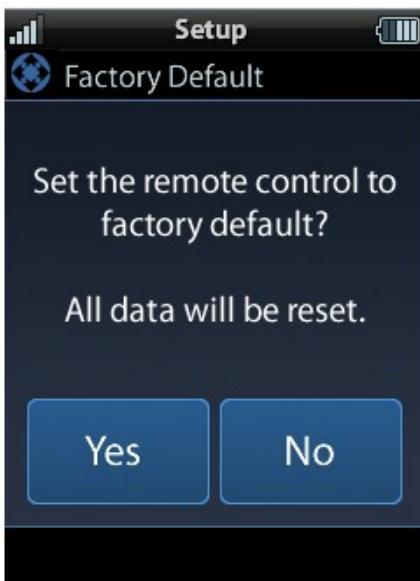 Setup
Factory Default
Set the remote control to
factory default?
All data will be reset.
Yes
No